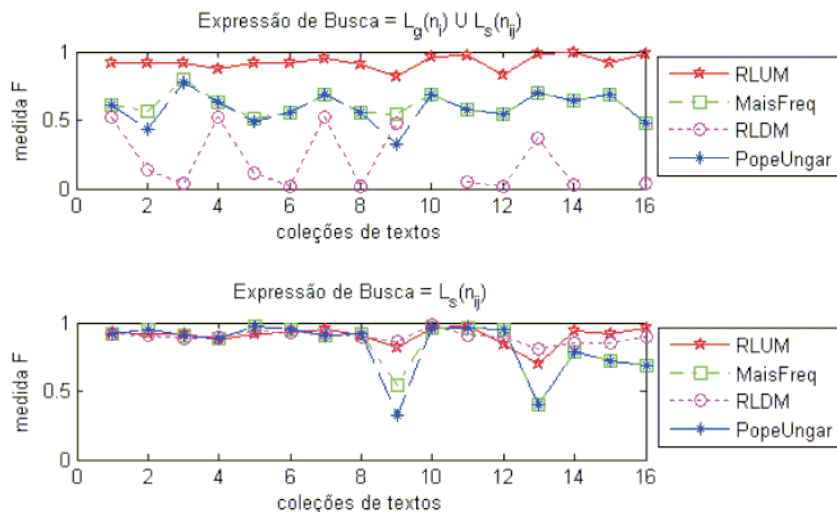 Expressão de Busca = L_g(n_i) U L_s(n_ij)
medida F
1
0.5
0
0 2 4 6 8 10 12 14 16
coleções de textos
RLUM
MaisFreq
RLDM
PopeUngar
Expressão de Busca = L_s(n_ij)
medida F
1
0.5
0
0 2 4 6 8 10 12 14 16
coleções de textos
RLUM
MaisFreq
RLDM
PopeUngar